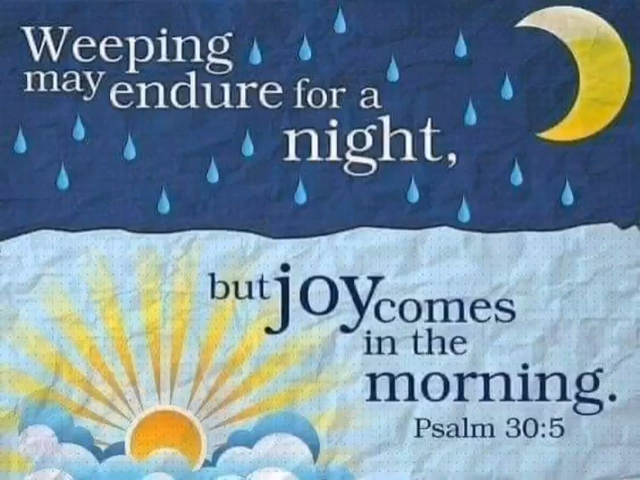 Weeping
may endure for a
night,
but joy comes
in the
morning.
Psalm 30:5